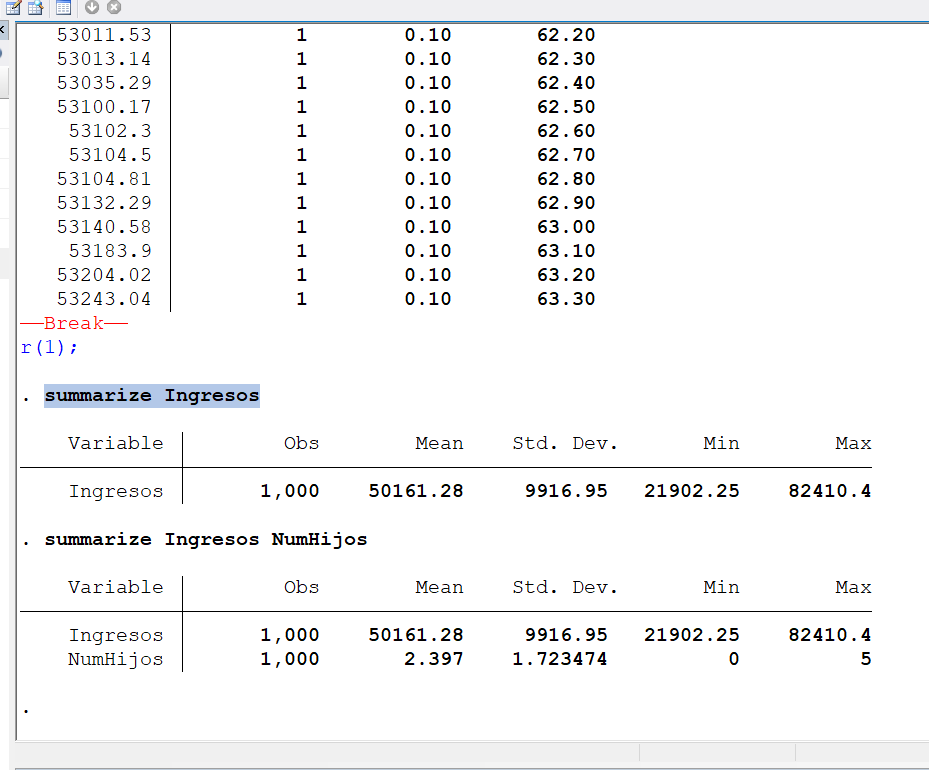 53011.53 1 0.10 62.20
53013.14 1 0.10 62.30
53035.29 1 0.10 62.40
53100.17 1 0.10 62.50
53102.3 1 0.10 62.60
53104.5 1 0.10 62.70
53104.81 1 0.10 62.80
53132.29 1 0.10 62.90
53140.58 1 0.10 63.00
53183.9 1 0.10 63.10
53204.02 1 0.10 63.20
53243.04 1 0.10 63.30
—Break—
r(1);
. summarize Ingresos
Variable Obs Mean Std. Dev. Min Max
Ingresos 1,000 50161.28 9916.95 21902.25 82410.4
. summarize Ingresos NumHijos
Variable Obs Mean Std. Dev. Min Max
Ingresos 1,000 50161.28 9916.95 21902.25 82410.4
NumHijos 1,000 2.397 1.723474 0 5
.